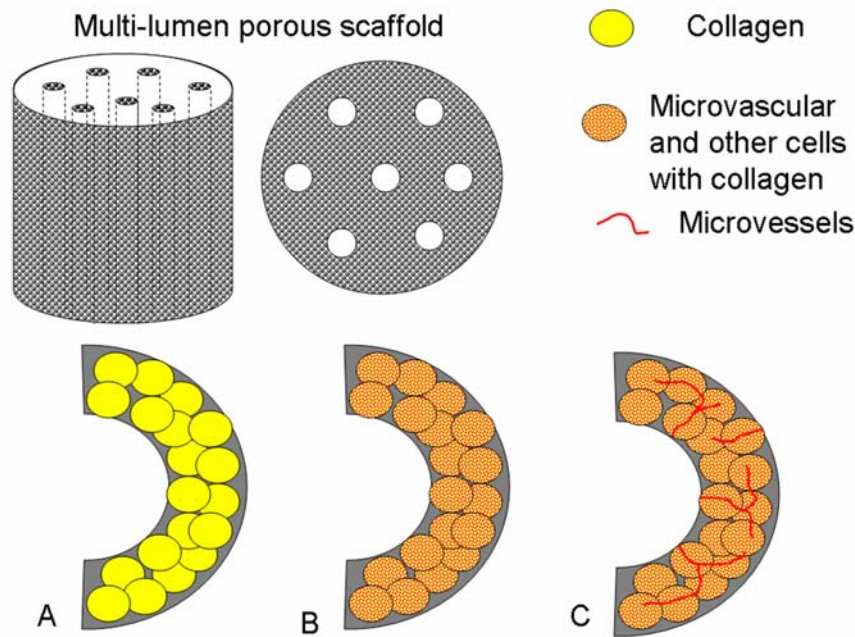 Multi-lumen porous scaffold
Collagen
Microvascular
and other cells
with collagen
Microvessels
A
B
C